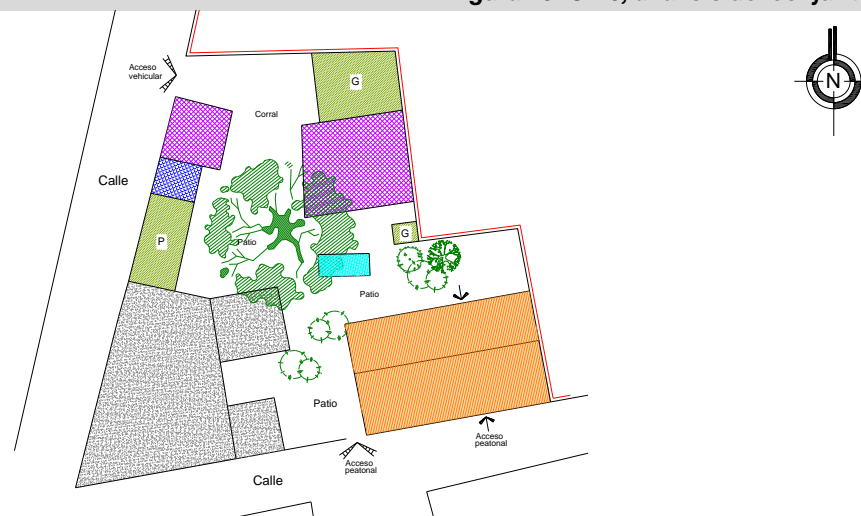 Acceso
vehicular
G
Corral
N
Calle
P
Patio
G
Patio
Patio
Acceso
peatonal
Acceso
peatonal
Calle